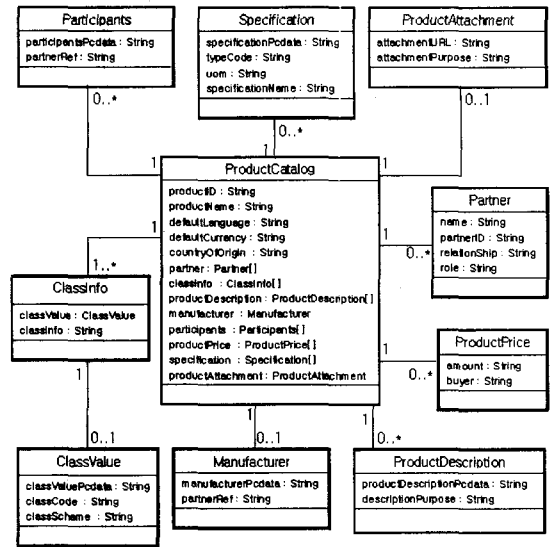 Participants
participantsPcdata : String
partnerRef : String
0..*
1
Specification
specificationPcdata : String
typeCode : String
uom : String
specificationName : String
0..*
1
ProductAttachment
attachmentURL : String
attachmentPurpose : String
0..1
1
ProductCatalog
productID : String
productName : String
defaultLanguage : String
defaultCurrency : String
countryOfOrigin : String
partner : Partner[]
classInfo : ClassInfo[]
productDescription : ProductDescription[]
manufacturer : Manufacturer
participants : Participants[]
productPrice : ProductPrice[]
specification : Specification[]
productAttachment : ProductAttachment
1
1..*
ClassInfo
classValue : ClassValue
classInfo : String
1
0..1
ClassValue
classValuePcdata : String
classCode : String
classScheme : String
1
0..*
Partner
name : String
partnerID : String
relationShip : String
role : String
1
0..*
ProductPrice
amount : String
buyer : String
1
0..1
Manufacturer
manufacturerPcdata : String
partnerRef : String
1
0..*
ProductDescription
productDescriptionPcdata : String
descriptionPurpose : String